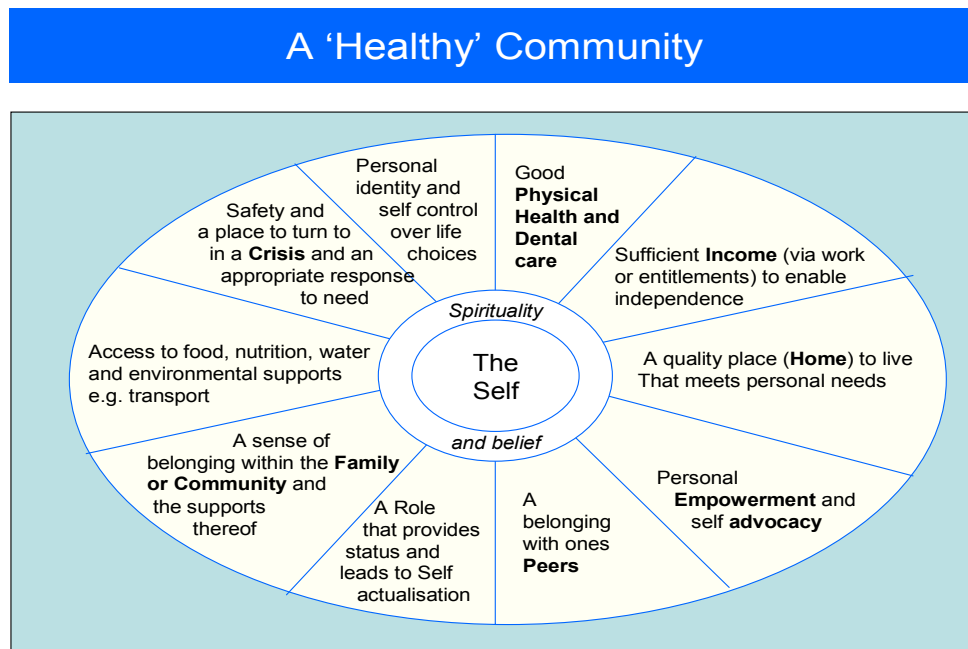 A ‘Healthy’ Community
Personal
identity and
self control
over life
choices
Good
Physical
Health and
Dental
care
Sufficient Income (via work
or entitlements) to enable
independence
A quality place (Home) to live
That meets personal needs
Personal
Empowerment and
self advocacy
A
belonging
with ones
Peers
A Role
that provides
status and
leads to Self
actualisation
A sense of
belonging within the Family
or Community and
the supports
thereof
Access to food, nutrition, water
and environmental supports
e.g. transport
Safety and
a place to turn to
in a Crisis and an
appropriate response
to need
Spirituality
The
Self
and belief